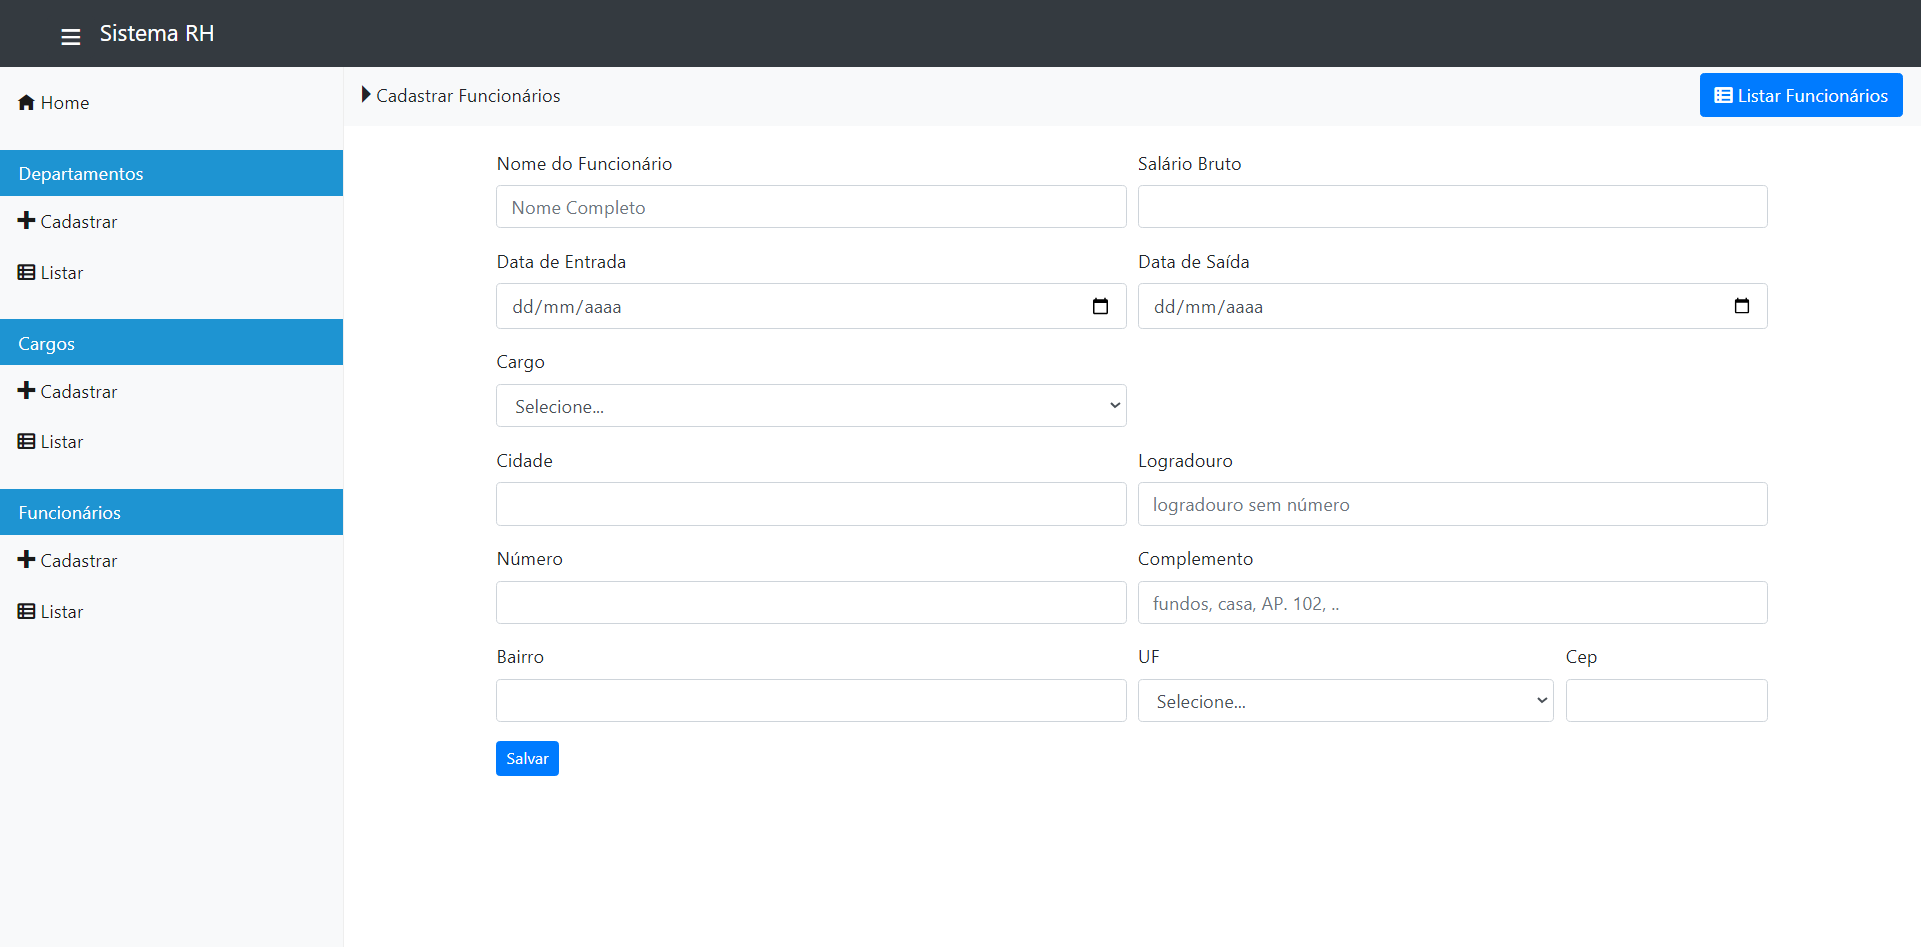 Sistema RH
Home
Departamentos
Cadastrar
Listar
Cargos
Cadastrar
Listar
Funcionários
Cadastrar
Listar
Cadastrar Funcionários
Listar Funcionários
Nome do Funcionário
Salário Bruto
Nome Completo
Data de Entrada
Data de Saída
dd/mm/aaaa
dd/mm/aaaa
Cargo
Selecione...
Cidade
Logradouro
logradouro sem número
Número
Complemento
fundos, casa, AP. 102, ..
Bairro
UF
Cep
Selecione...
Salvar